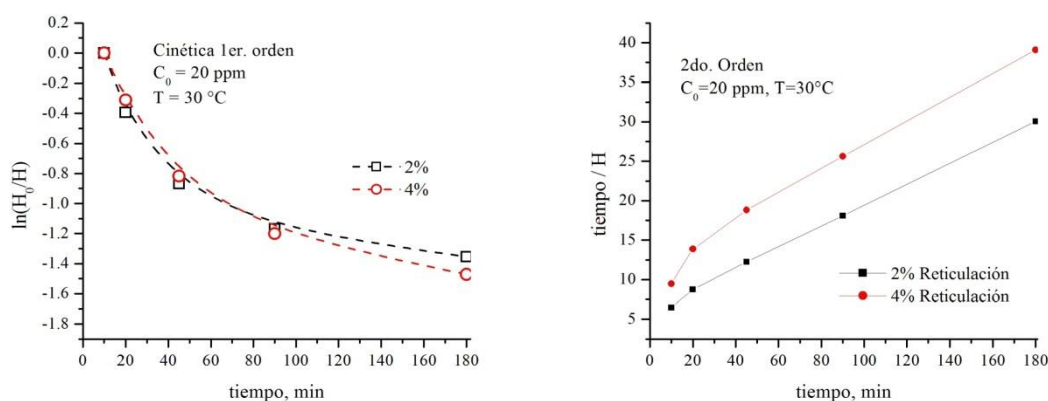 Cinética 1er. orden
C₀ = 20 ppm
T = 30 °C
2%
4%
ln(H₀/H)
0.2
0.0
-0.2
-0.4
-0.6
-0.8
-1.0
-1.2
-1.4
-1.6
-1.8
0 20 40 60 80 100 120 140 160 180
tiempo, min
2do. Orden
C₀=20 ppm, T=30°C
2% Reticulación
4% Reticulación
tiempo / H
40
35
30
25
20
15
10
5
0 20 40 60 80 100 120 140 160 180
tiempo, min